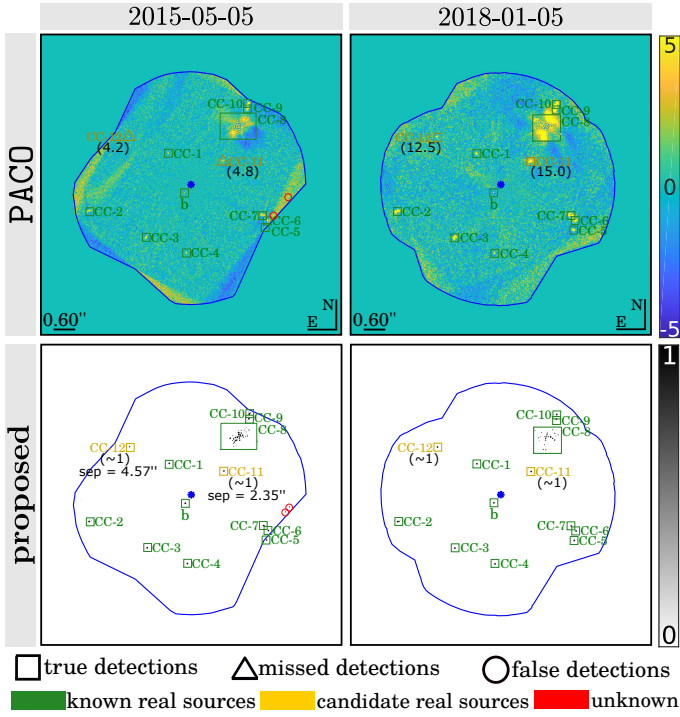 2015-05-05
2018-01-05
PACO
CC-10
CC-9
CC-8
CC-12
(4.2)
CC-1
CC-11
(4.8)
b
CC-2
CC-7
CC-6
CC-5
CC-3
CC-4
0.60"
N
E
CC-10
CC-9
CC-8
(12.5)
CC-1
CC-11
(15.0)
b
CC-2
CC-7
CC-6
CC-5
CC-3
CC-4
0.60"
N
E
5
0
-5
proposed
CC-10
CC-9
CC-8
CC-12
(~1)
sep = 4.57"
CC-1
CC-11
(~1)
sep = 2.35"
b
CC-2
CC-7
CC-6
CC-5
CC-3
CC-4
CC-10
CC-9
CC-8
CC-12
(~1)
CC-1
CC-11
(~1)
b
CC-2
CC-7
CC-6
CC-5
CC-3
CC-4
1
0
true detections
missed detections
false detections
known real sources
candidate real sources
unknown